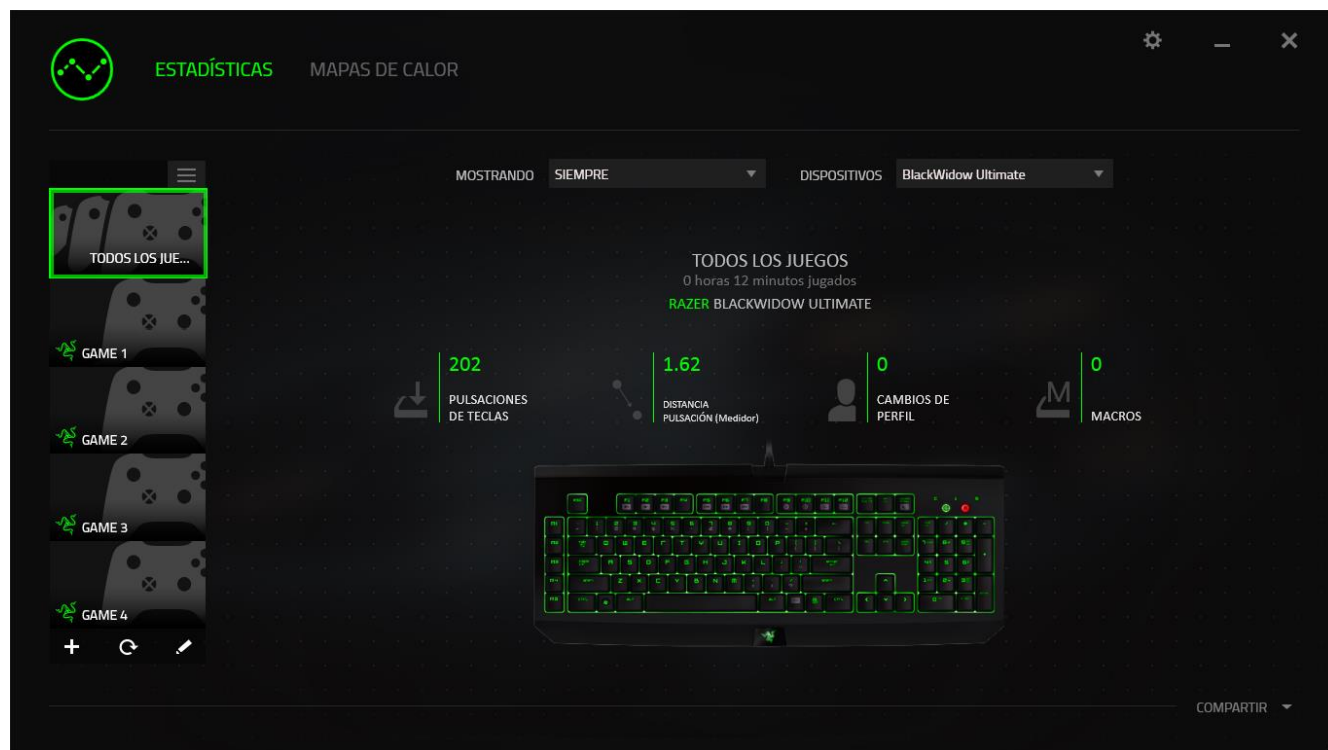 ESTADÍSTICAS MAPAS DE CALOR
MOSTRANDO SIEMPRE DISPOSITIVOS BlackWidow Ultimate
TODOS LOS JUE...
GAME 1
GAME 2
GAME 3
GAME 4
TODOS LOS JUEGOS
0 horas 12 minutos jugados
RAZER BLACKWIDOW ULTIMATE
202
PULSACIONES
DE TECLAS
1.62
DISTANCIA
PULSACIÓN (Medidor)
0
CAMBIOS DE
PERFIL
M
0
MACROS
COMPARTIR